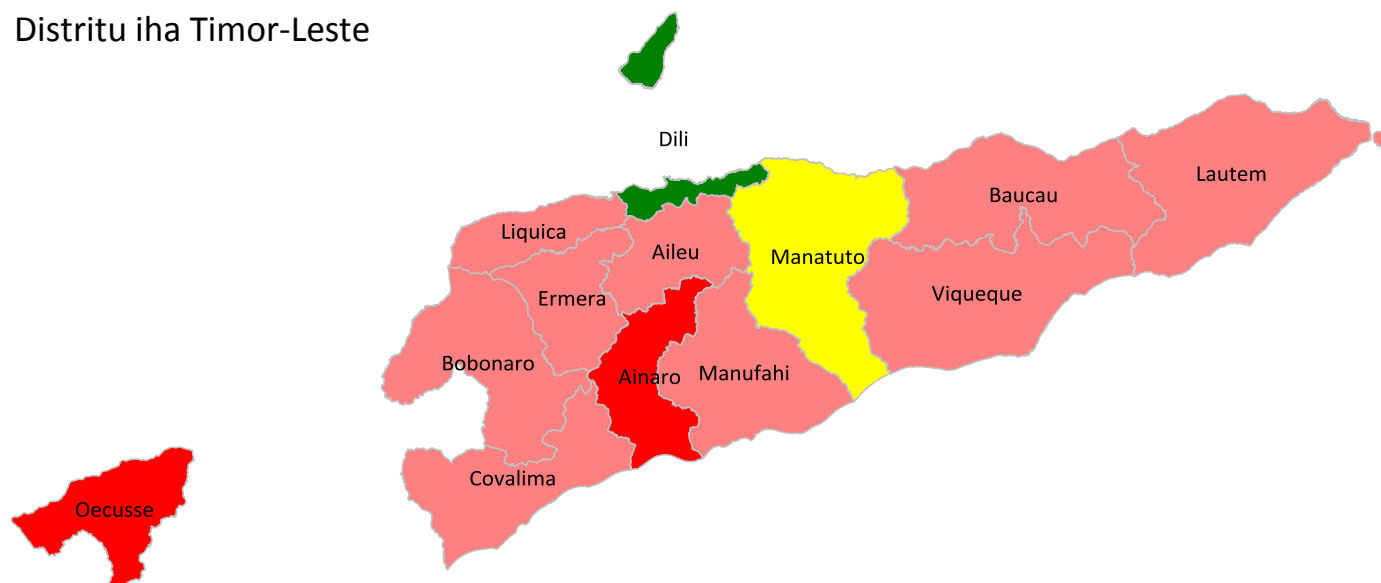 Distritu iha Timor-Leste
Dili
Lautem
Baucau
Liquica
Aileu
Manatuto
Viqueque
Ermera
Bobonaro
Ainaro
Manufahi
Covalima
Oecusse